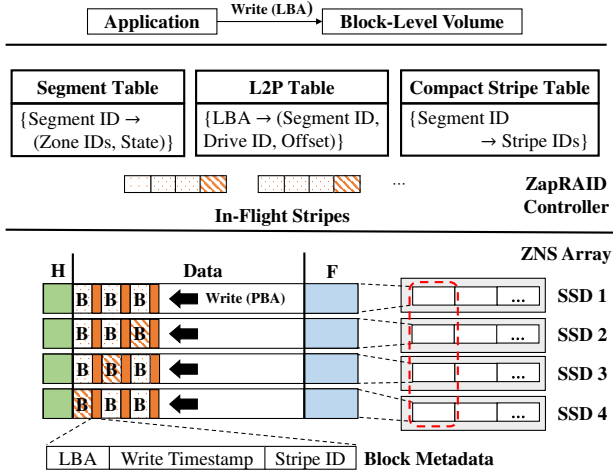 Application
Write (LBA)
Block-Level Volume
Segment Table
{Segment ID →
(Zone IDs, State)}
L2P Table
{LBA → (Segment ID,
Drive ID, Offset)}
Compact Stripe Table
{Segment ID
→ Stripe IDs}
...
In-Flight Stripes
ZapRAID
Controller
ZNS Array
H
Data
F
B B B
Write (PBA)
... SSD 1
B B B
... SSD 2
B B B
... SSD 3
B B B
... SSD 4
LBA
Write Timestamp
Stripe ID
Block Metadata